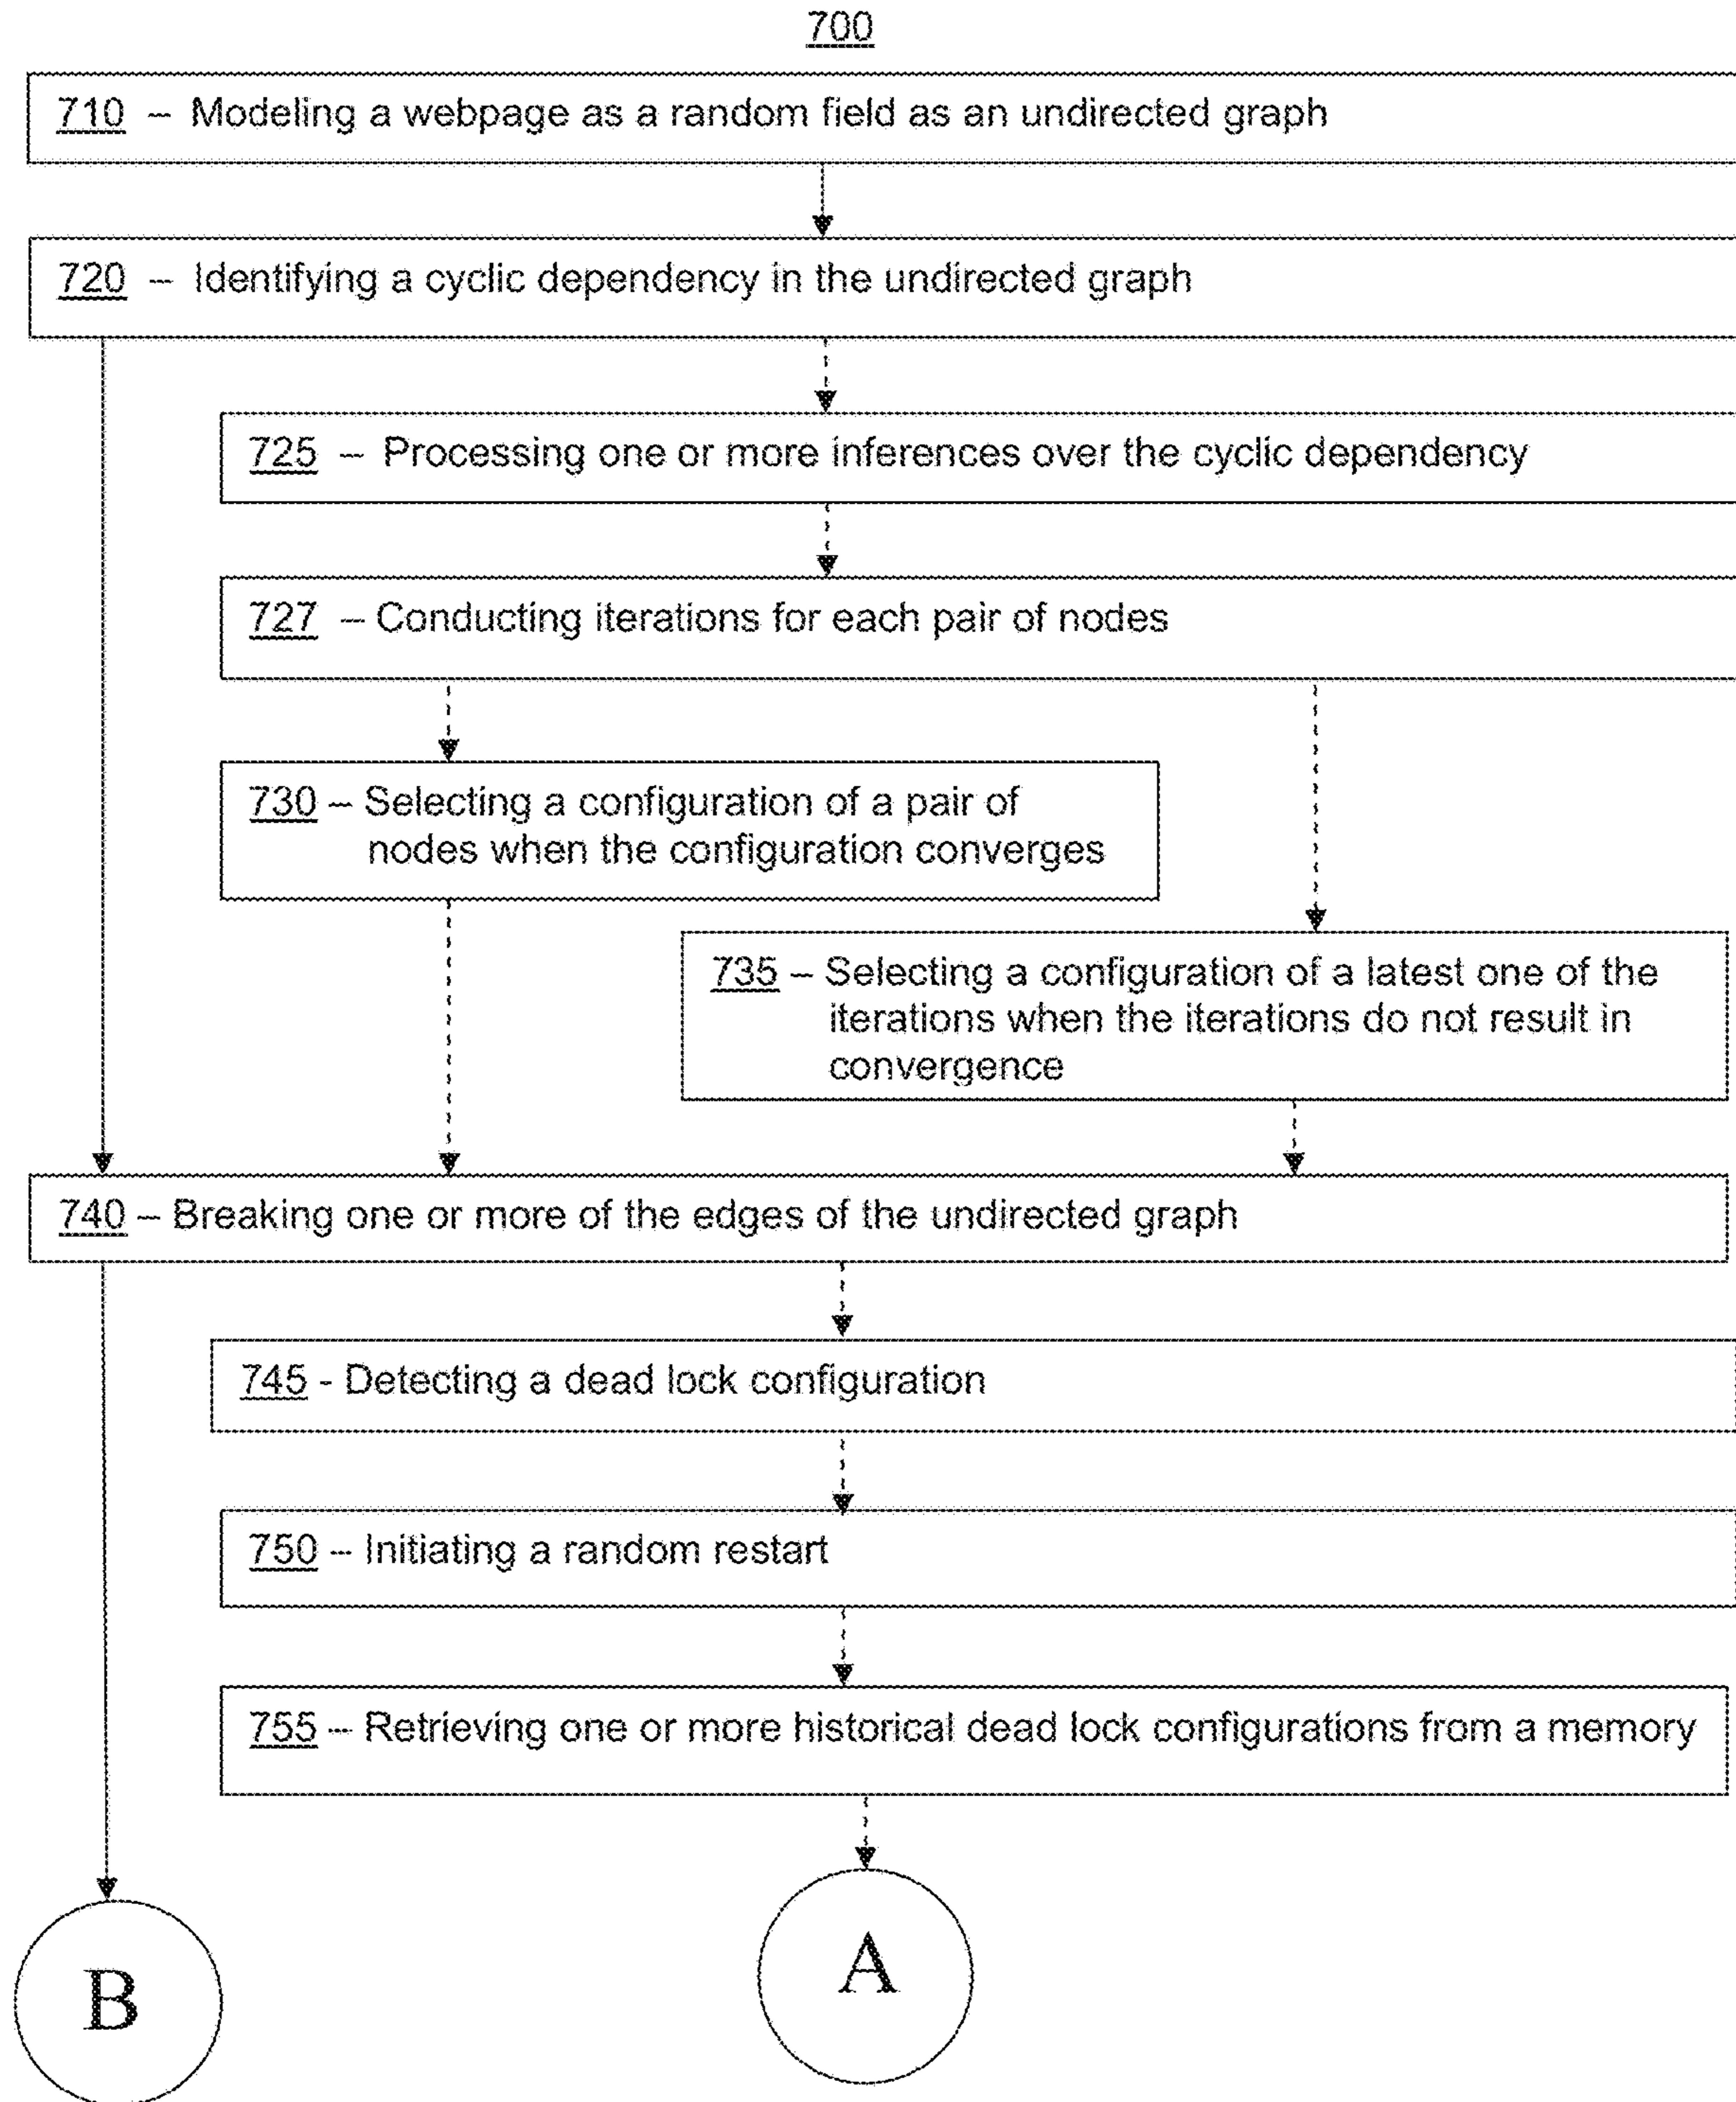 700
710 – Modeling a webpage as a random field as an undirected graph
720 – Identifying a cyclic dependency in the undirected graph
725 – Processing one or more inferences over the cyclic dependency
727 – Conducting iterations for each pair of nodes
730 – Selecting a configuration of a pair of
nodes when the configuration converges
735 – Selecting a configuration of a latest one of the
iterations when the iterations do not result in
convergence
740 – Breaking one or more of the edges of the undirected graph
745 - Detecting a dead lock configuration
750 – Initiating a random restart
755 – Retrieving one or more historical dead lock configurations from a memory
B
A